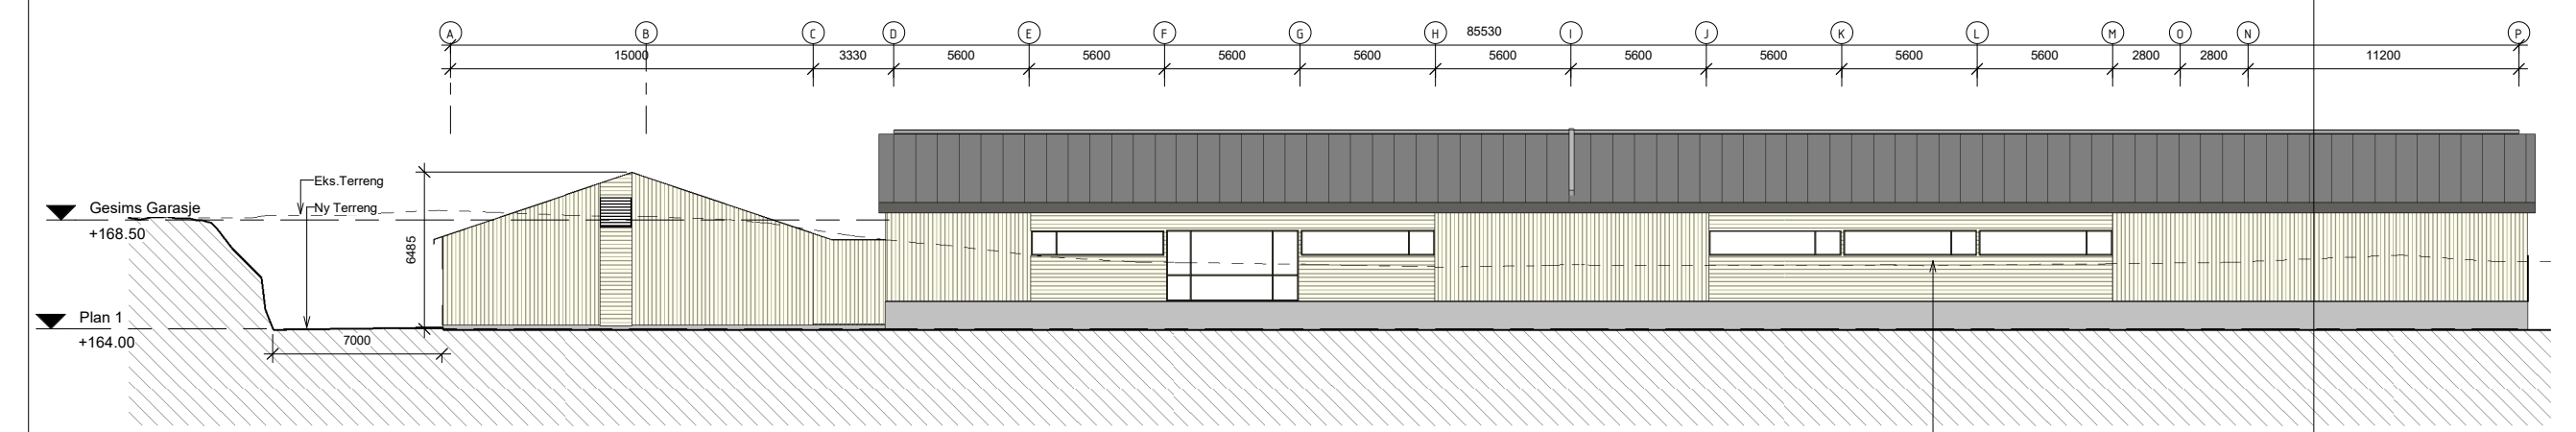 A B C D E F G H 85530 I J K L M O N P
15000 3330 5600 5600 5600 5600 5600 5600 5600 5600 5600 2800 2800 11200
Eks.Terreng
Gesims Garasje
Ny Terreng
+168.50
6485
Plan 1
+164.00
7000